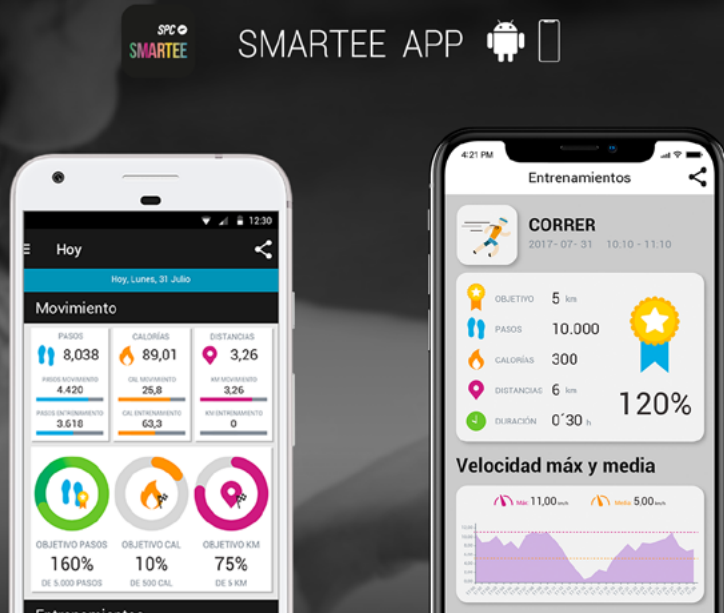 SPC
SMARTEE
SMARTEE APP
12:30
Hoy
Hoy, Lunes, 31 Julio
Movimiento
PASOS
8,038
PASOS MOVIMIENTO
4.420
PASOS ENTRENAMIENTO
3.618
CALORÍAS
89,01
CAL MOVIMIENTO
25,8
CAL ENTRENAMIENTO
63,3
DISTANCIAS
3,26
KM MOVIMIENTO
3,26
KM ENTRENAMIENTO
0
OBJETIVO PASOS
160%
DE 5.000 PASOS
OBJETIVO CAL
10%
DE 500 CAL
OBJETIVO KM
75%
DE 5 KM
Entrenamientos
4:21 PM
Entrenamientos
CORRER
2017- 07- 31 10:10 - 11:10
OBJETIVO 5 km
PASOS 10.000
CALORÍAS 300
DISTANCIAS 6 km
DURACIÓN 0´30 h
120%
Velocidad máx y media
Máx: 11,00 km/h
Media: 5,00 km/h